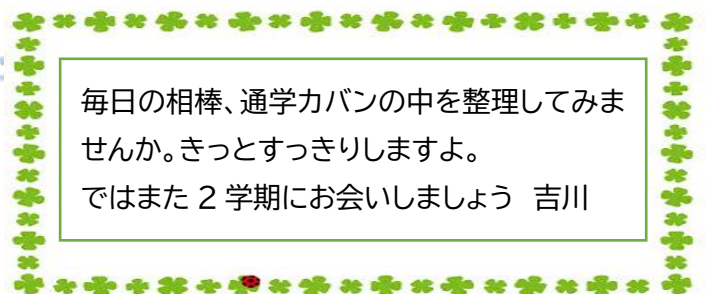 毎日の相棒、通学カバンの中を整理してみま
せんか。きっとすっきりしますよ。
ではまた 2 学期にお会いしましょう　吉川